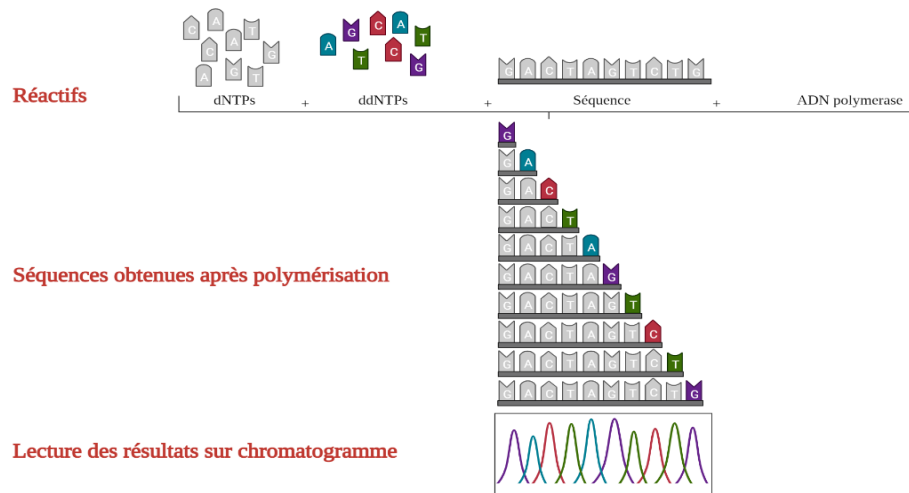 C A T
C A G
A G T
A G C A T
T C G
G A C T A G T C T G
Réactifs
dNTPs + ddNTPs + Séquence + ADN polymerase
G
G A
G A C
G A C T
G A C T A
Séquences obtenues après polymérisation
G A C T A G
G A C T A G T
G A C T A G T C
G A C T A G T C T
G A C T A G T C T G
Lecture des résultats sur chromatogramme